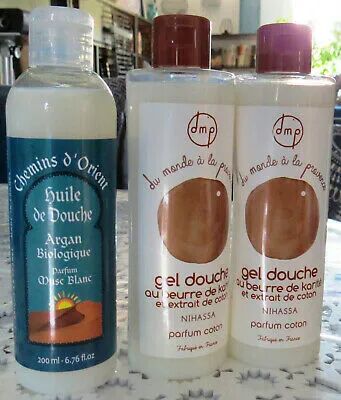 Chemins d'Orient
Huile
de Douche
Argan
Biologique
Parfum
Musc Blanc
200 ml - 6.76 fl.oz
dmp
du monde à la prov
gel douche
au beurre de karité
et extrait de coton
NIHASSA
parfum coton
Fabriqué en France
dmp
du monde à la provence
gel douche
au beurre de karité
et extrait de coton
NIHASSA
parfum coton
Fabriqué en France